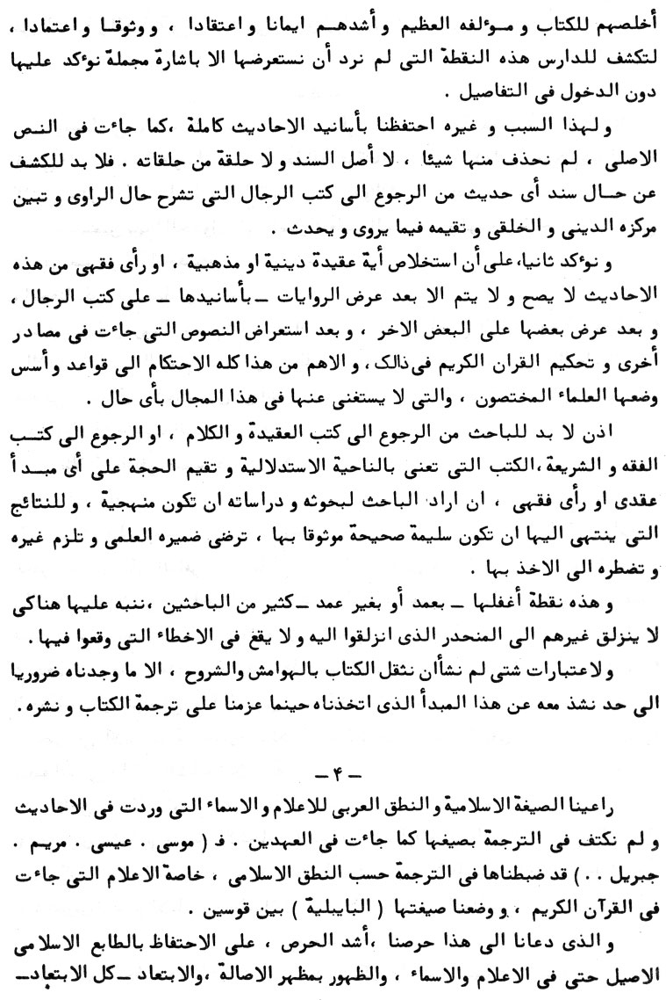 أخلصهم للكتاب و مـوءلفه العظيم و أشدهـم ايمانا و اعتقادا ، و وثوقـا و اعتمادا ،
لتكشف للدارس هذه النقطة التى لم نرد أن نستعرضها الا باشارة مجملة نوءكد عليها
دون الدخول فى التفاصيل .
و لـهذا السبب و غيره احتفظنا بأسانيد الاحاديث كاملة ،كما جاءت فى النـص
الاصلى ، لم نحذف منها شيئا ، لا أصل السند و لا حلقة من حلقاته . فلا بد للكشف
عن حـال سند أى حديث من الرجوع الى كتب الرجال التى تشرح حال الراوى و تبين
مركزه الدينى و الخلقى و تقيمه فيما يروى و يحدث .
و نوءكد ثانيا،على أن استخلاص أية عقيدة دينية او مذهبية ، او رأى فقهى من هذه
الاحاديث لا يصح و لا يتم الا بعد عرض الروايات ــ بأسانيدها ــ على كتب الرجال ،
و بعد عرض بعضها على البعض الاخر ، و بعد استعراض النصوص التى جاءت فى مصادر
أخرى و تحكيم القران الكريم فى ذالک، و الاهم من هذا كله الاحتكام الى قواعد و أسس
وضعها العلماء المختصون ، والتى لا يستغنى عنها فى هذا المجال بأى حال .
اذن لا بد للباحث من الرجوع الى كتب العقيدة و الكلام ، او الرجوع الى كتـب
الفقه و الشريعة ،الكتب التى تعنى بالناحية الاستدلالية و تقيم الحجة على أى مبـدأ
عقدى او رأى فقهى ، ان اراد الباحث لبحوثه و دراساته ان تكون منهجية ، و للنتائج
التى ينتهى اليها ان تكون سليمة صحيحة موثوقا بها ، ترضى ضميره العلمى و تلزم غيره
و تضطره الى الاخذ بها .
و هذه نقطة أغفلها ــ بعمد أو بغير عمد ــ كثير من الباحثين ،ننبه عليها هناكى
لا ينزلق غيرهم الى المنحدر الذى انزلقوا اليه و لا يقع فى الاخطاء التى وقعوا فيها .
و لاعتبارات شتى لم نشأان نثقل الكتاب بالهوامش والشروح ، الا ما وجدناه ضروريا
الى حد نشذ معه عن هذا المبدأ الذى اتخذناه حينما عزمنا على ترجمة الكتاب و نشره .
ــ ۴ ــ
راعينا الصيغة الاسلامية و النطق العربى للاعلام و الاسماء التى وردت فى الاحاديث
و لم نكتف فى الترجمة بصيغها كما جاءت فى العهدين . فـ ( موسى . عيسى . مريـم .
جبريل . . ) قد ضبطناها فى الترجمة حسب النطق الاسلامى ، خاصة الاعلام التى جاءت
فى القرآن الكريم ، و وضعنا صيغتها ( البايبلية ) بين قوسين .
و الذى دعانا الى هذا حرصنا ،أشد الحرص ، على الاحتفاظ بالطابع الاسلامى
الاصيل حتى فى الاعلام والاسماء ، والظهور بمظهر الاصالة ،والابتعاد ــ كل الابتعاد ــ